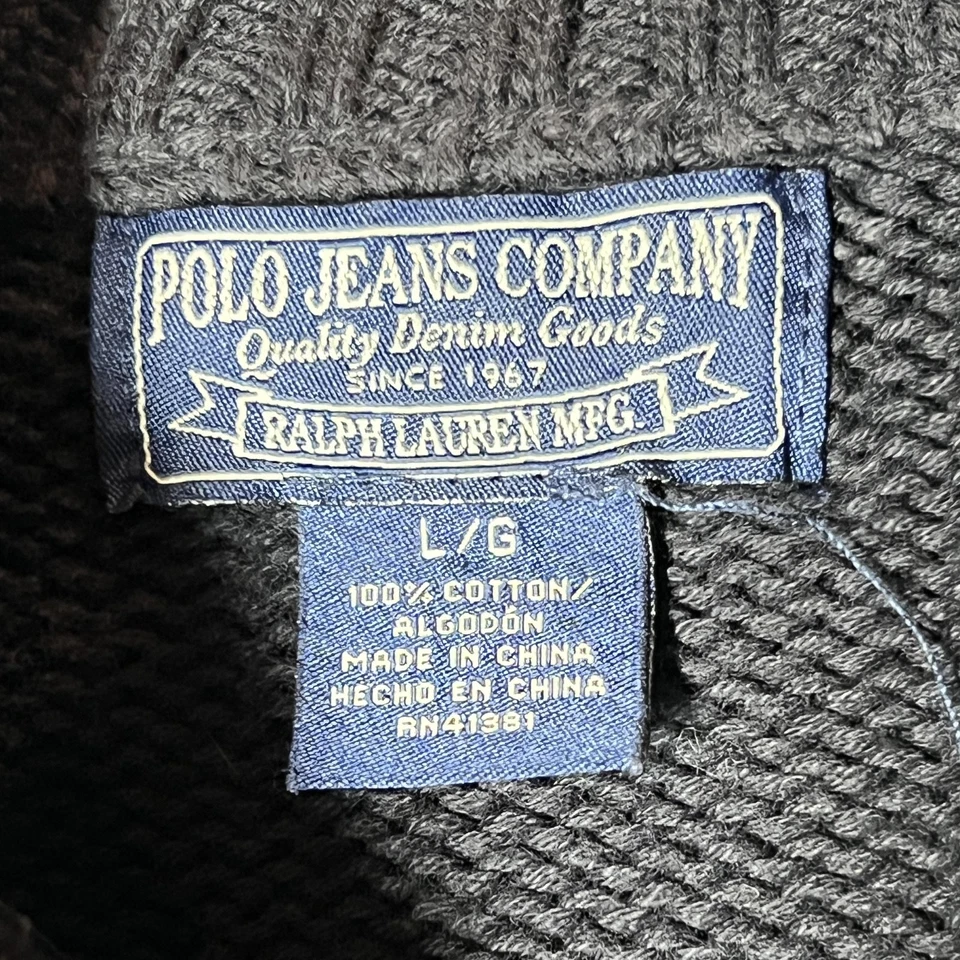 POLO JEANS COMPANY
Quality Denim Goods
SINCE 1967
RALPH LAUREN MFG.
L/G
100% COTTON/
ALGODÓN
MADE IN CHINA
HECHO EN CHINA
RN41381